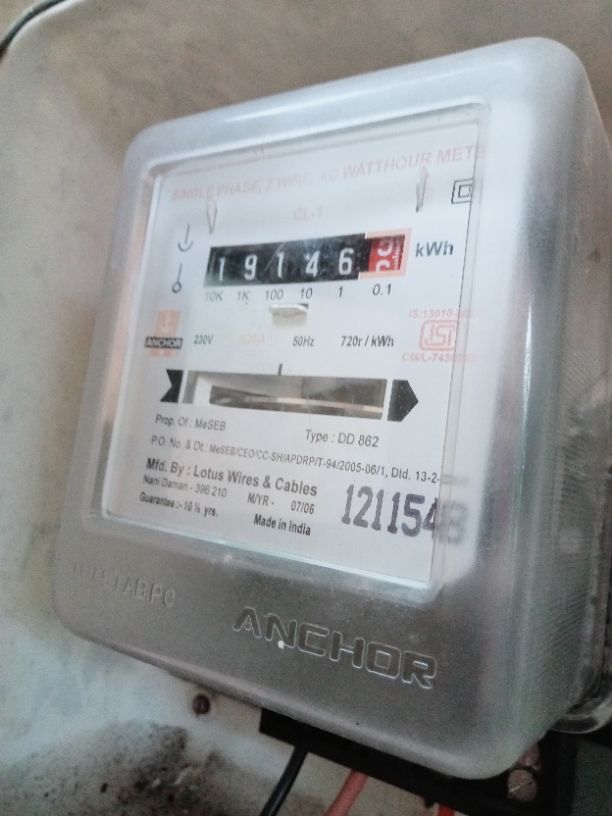 SINGLE PHASE, 2 WIRE, AC WATTHOUR METE
CL-1
1 9 1 4 6 kWh
10K 1K 100 10 1 0.1
ANCHOR 230V 50Hz 720r / kWh
Prop. Of : MeSEB Type : DD 862
P.O. No. & Dt.: MeSEB/CEO/CC-SH/APDRP/T-94/2005-06/1, Dtd. 13-2-
Mfd. By : Lotus Wires & Cables
Nani Daman.- 396 210 M/YR - 07/06
Guarantee :- 10 ½ yrs. Made in India
1211543
ANCHOR